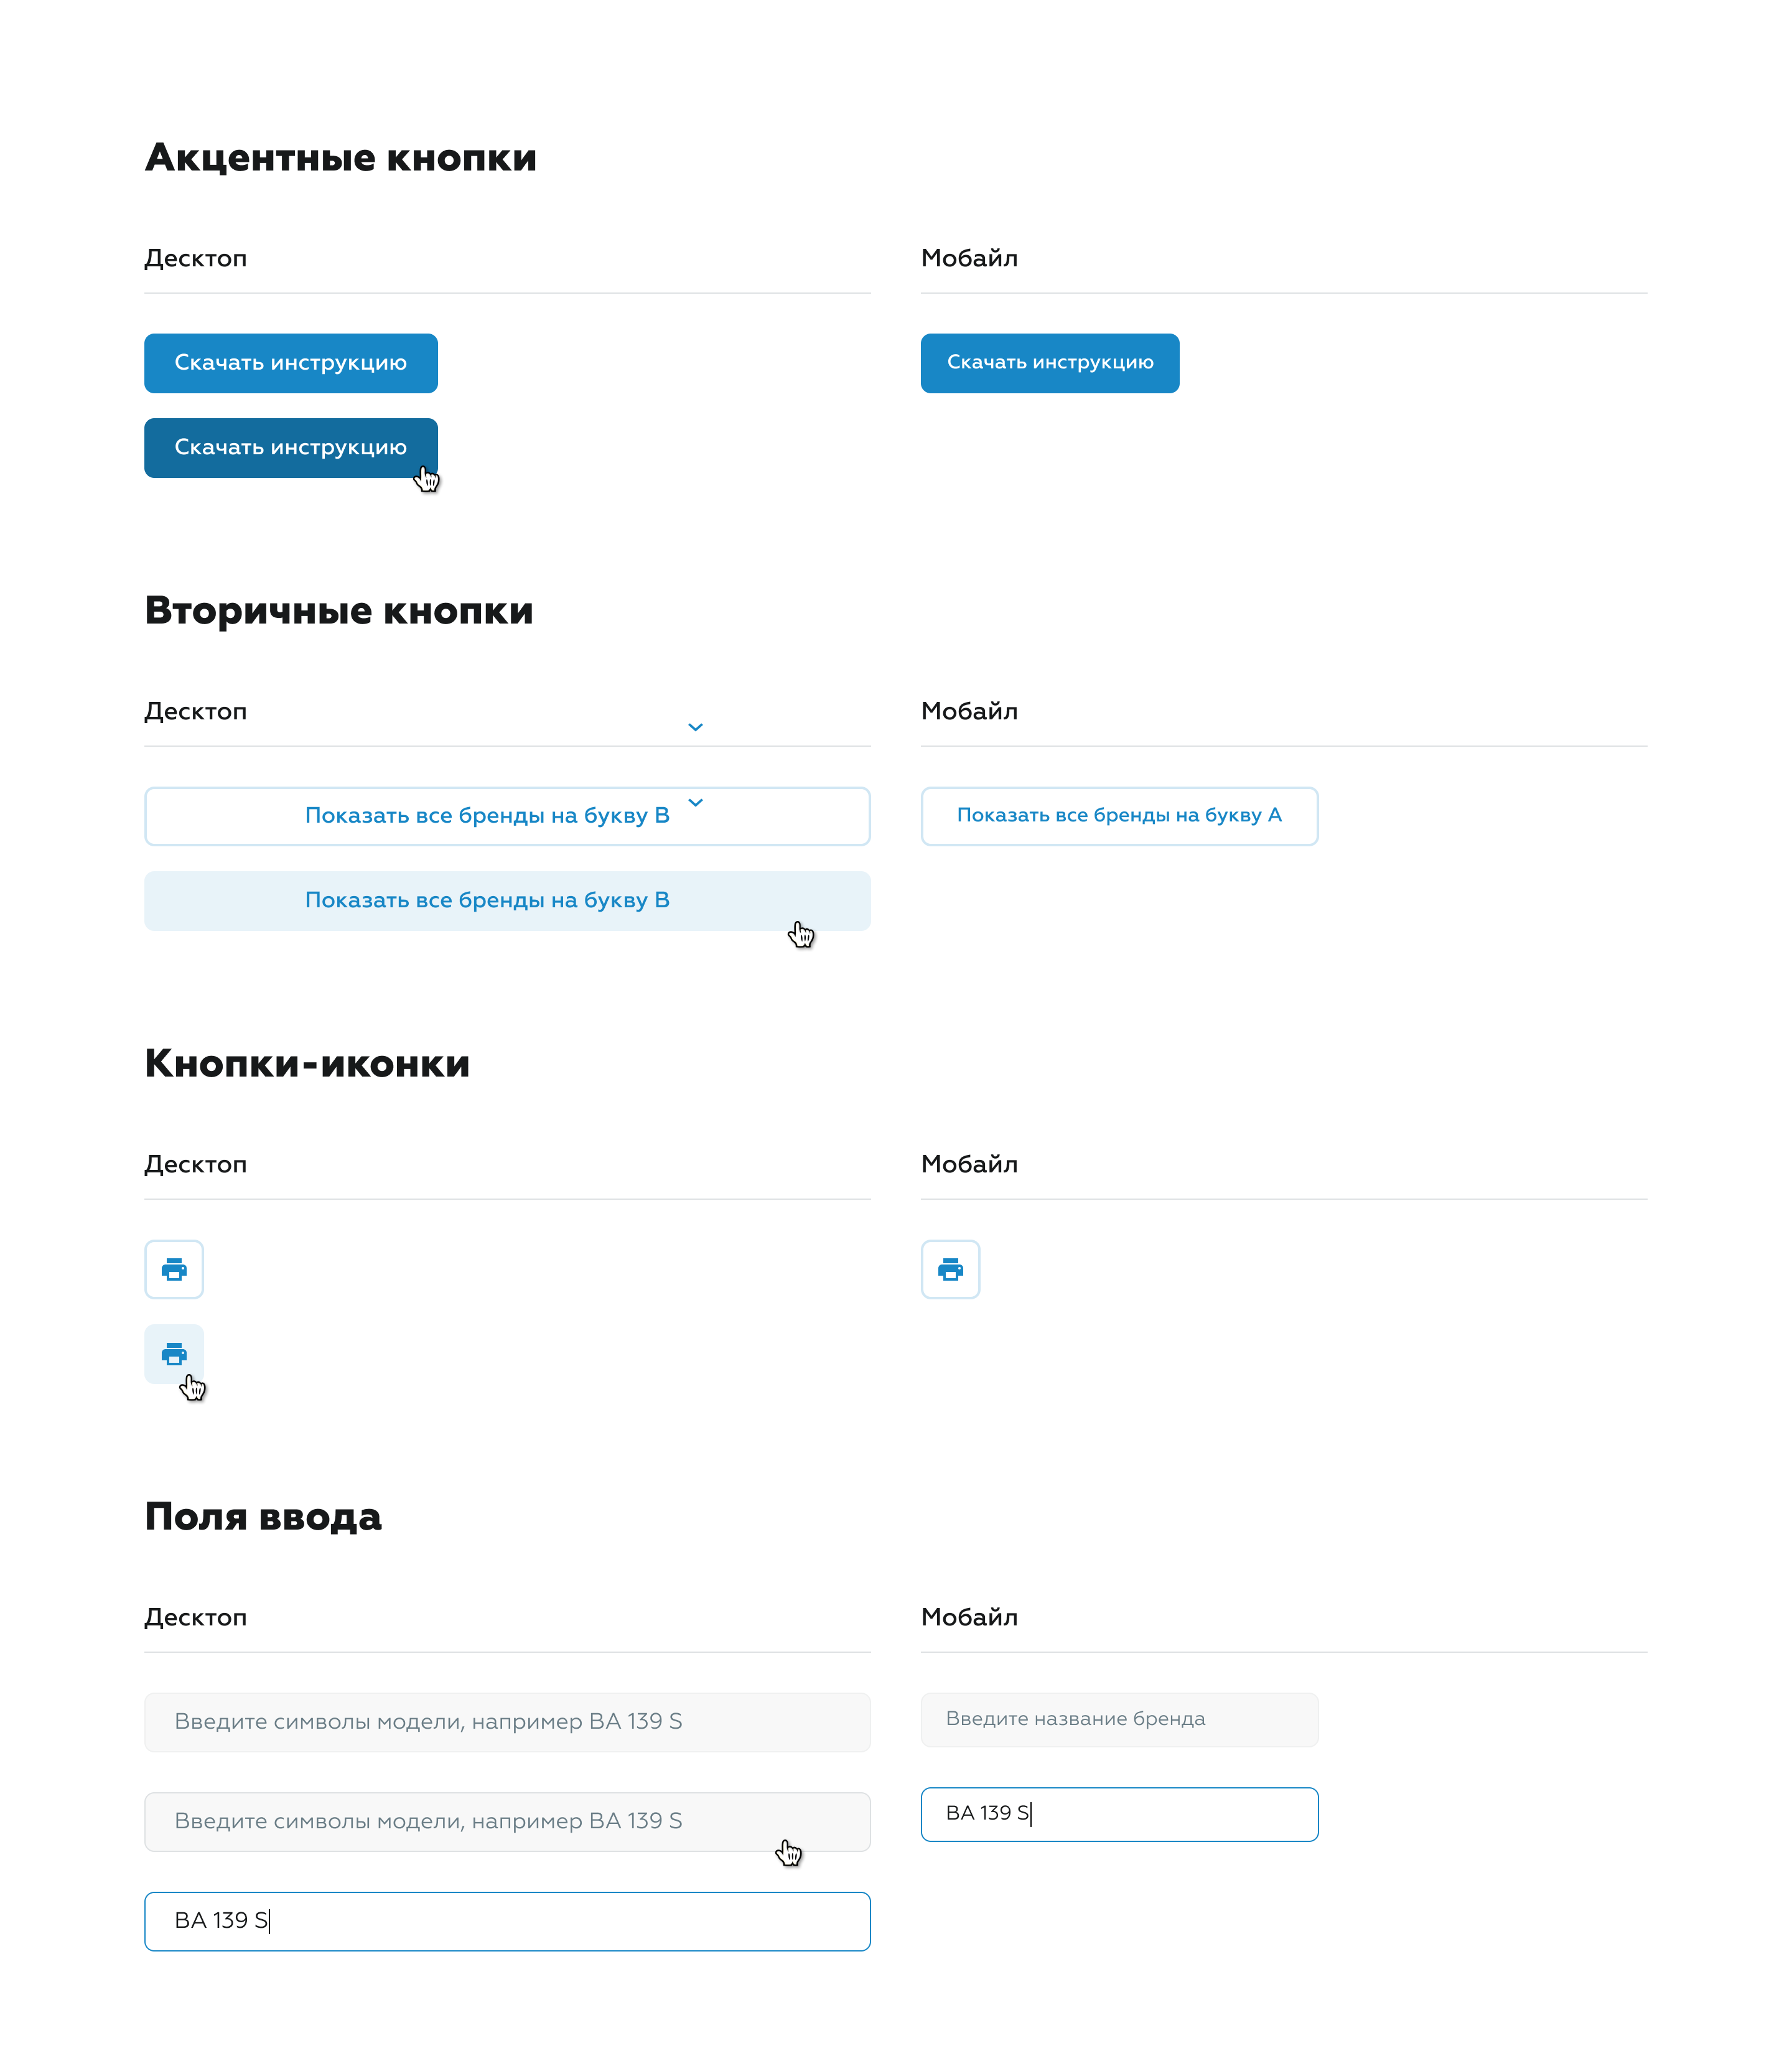 Акцентные кнопки
Десктоп
Мобайл
Скачать инструкцию
Скачать инструкцию
Скачать инструкцию
Вторичные кнопки
Десктоп
Мобайл
Показать все бренды на букву B
Показать все бренды на букву A
Показать все бренды на букву B
Кнопки-иконки
Десктоп
Мобайл
Поля ввода
Десктоп
Мобайл
Введите символы модели, например BA 139 S
Введите название бренда
Введите символы модели, например BA 139 S
BA 139 S
BA 139 S